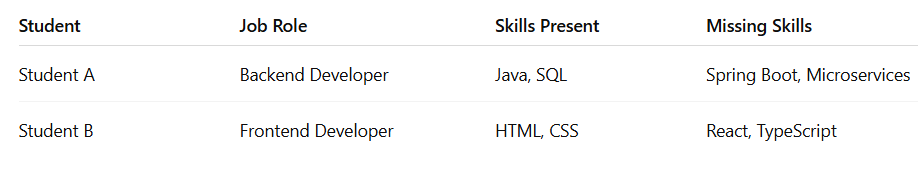 Student Job Role Skills Present Missing Skills
Student A Backend Developer Java, SQL Spring Boot, Microservices
Student B Frontend Developer HTML, CSS React, TypeScript